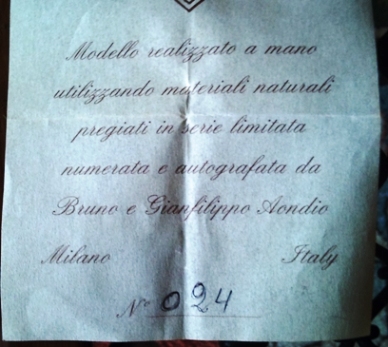 Modello realizzato a mano
utilizzando materiali naturali
pregiati in serie limitata
numerata e autografata da
Bruno e Gianfilippo Aondio
Milano Italy
N° 024